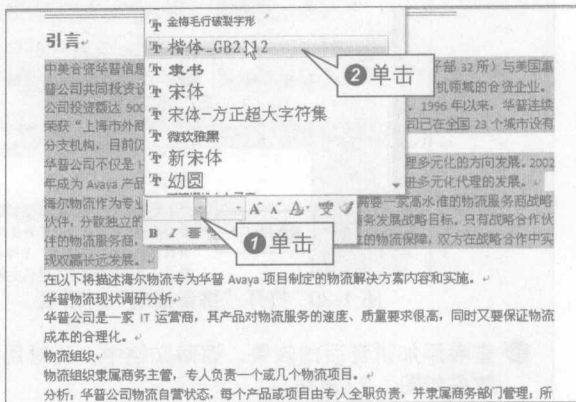 引言
金梅毛行破裂字形
楷体_GB2312
隶书
宋体
宋体-方正超大字符集
微软雅黑
新宋体
幼圆
❷单击
❶单击
B I
中美合资华普信息
子部 32 所）与美国惠
普公司共同投资设
机领域的合资企业。
公司投资额达 900
1996 年以来，华普连续
荣获“上海市外商
司已在全国 23 个城市设有
分支机构，目前仍
华普公司不仅是
理多元化的方向发展。2002
年成为 Avaya 产品
进多元化代理的发展。
海尔物流作为专业
需要一家高水准的物流服务商战略
伙伴，分散独立的
商务发展战略目标。只有战略合作伙
伴的物流服务商，
的物流保障，双方在战略合作中实
现双赢长远发展。
在以下将描述海尔物流专为华普 Avaya 项目制定的物流解决方案内容和实施。
华普物流现状调研分析
华普公司是一家 IT 运营商，其产品对物流服务的速度、质量要求很高，同时又要保证物流
成本的合理化。
物流组织
物流组织隶属商务主管，专人负责一个或几个物流项目。
分析：华普公司物流自营状态，每个产品或项目由专人全职负责，并隶属商务部门管理；所